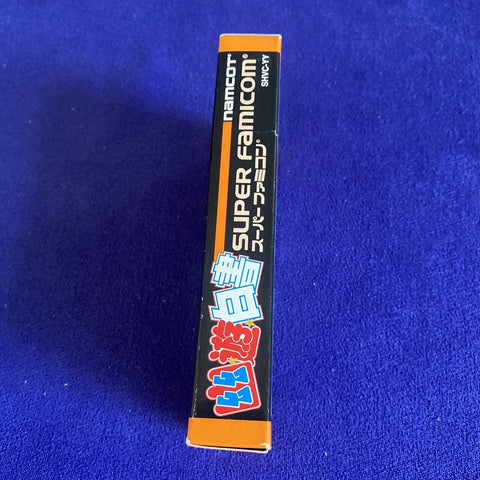 namcoT
SHVC-YY
SUPER Famicom®
スーパーファミコン®
幽☆遊☆白書